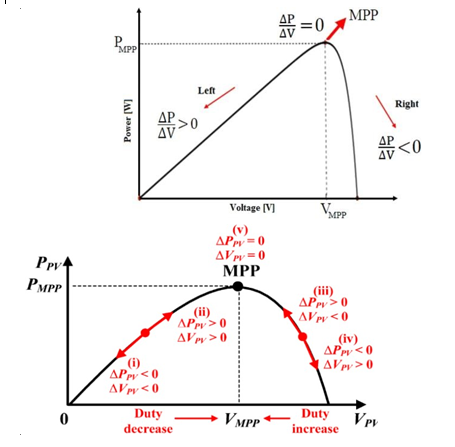 ΔP/ΔV = 0
MPP
P_MPP
Left
Right
ΔP/ΔV > 0
ΔP/ΔV < 0
Power [W]
Voltage [V]
V_MPP
(v)
ΔP_PV = 0
ΔV_PV = 0
MPP
P_PV
P_MPP
(ii)
ΔP_PV > 0
ΔV_PV > 0
(iii)
ΔP_PV > 0
ΔV_PV < 0
(i)
ΔP_PV < 0
ΔV_PV < 0
(iv)
ΔP_PV < 0
ΔV_PV > 0
0
Duty
decrease
V_MPP
Duty
increase
V_PV